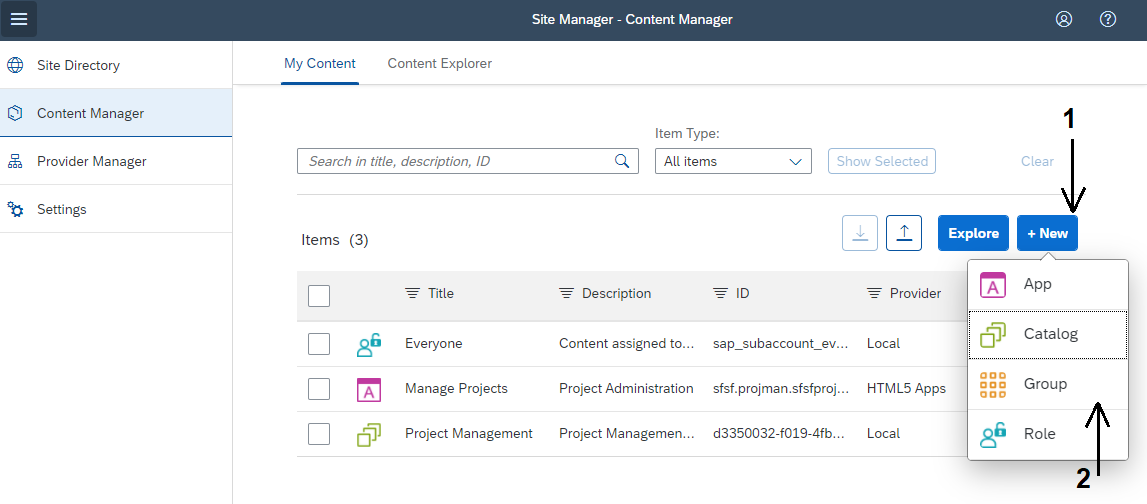 Site Manager - Content Manager
Site Directory
Content Manager
Provider Manager
Settings
My Content
Content Explorer
1
Item Type:
Search in title, description, ID
All items
Show Selected
Clear
Items (3)
Explore
+ New
Title
Description
ID
Provider
Everyone
Content assigned to...
sap_subaccount_ev...
Local
Manage Projects
Project Administration
sfsf.projman.sfsfproj...
HTML5 Apps
Project Management
Project Managemen...
d3350032-f019-4fb...
Local
App
Catalog
Group
Role
2